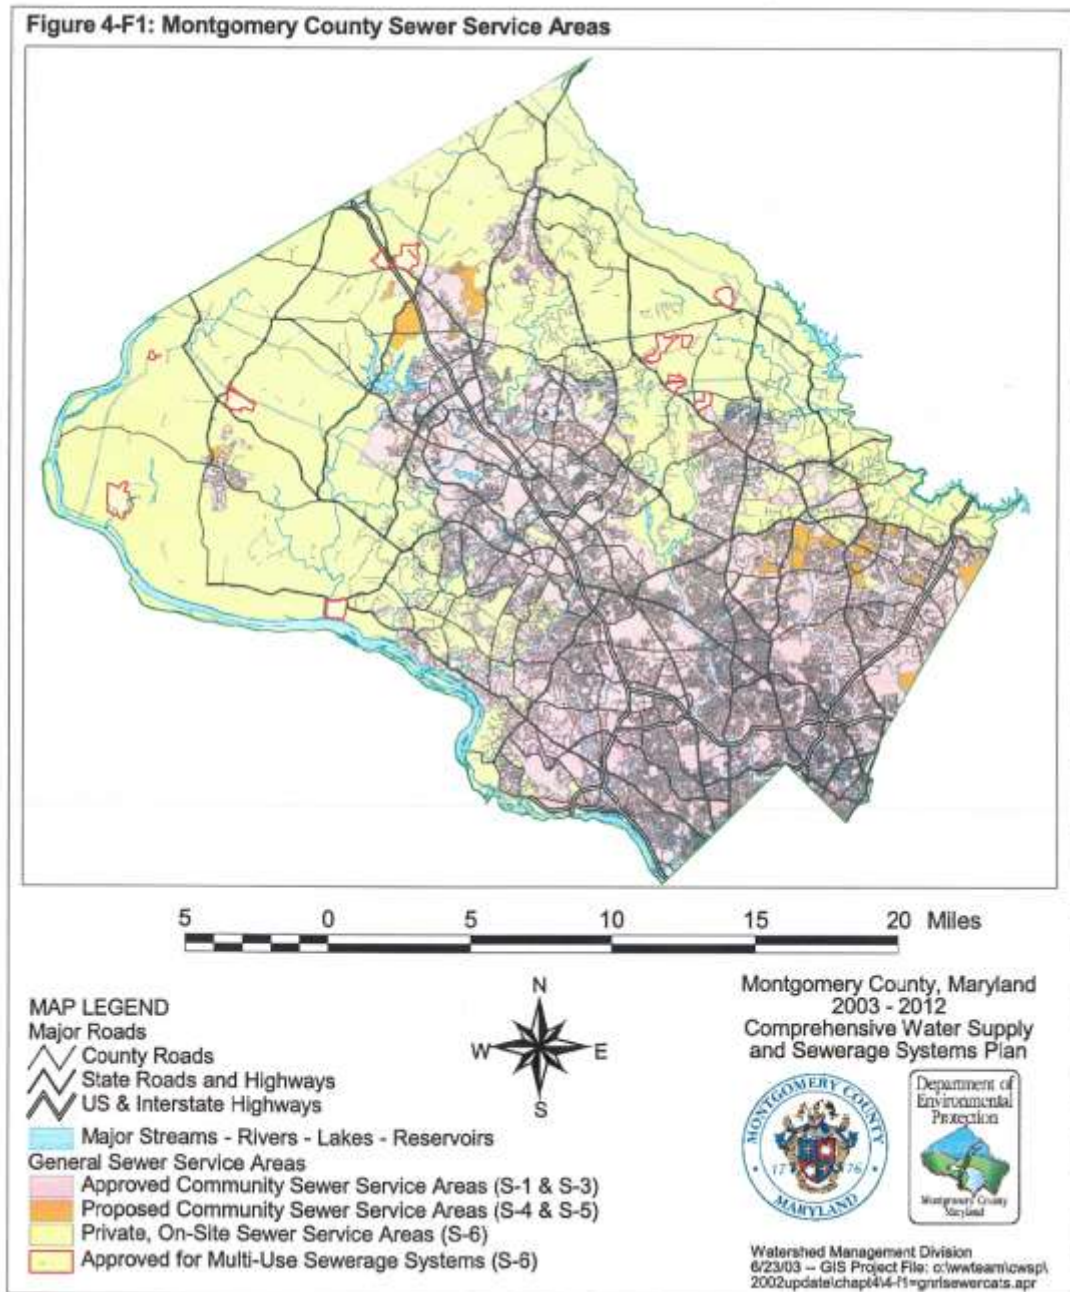 Figure 4-F1: Montgomery County Sewer Service Areas
5 0 5 10 15 20 Miles
MAP LEGEND
Major Roads
County Roads
State Roads and Highways
US & Interstate Highways
Major Streams - Rivers - Lakes - Reservoirs
General Sewer Service Areas
Approved Community Sewer Service Areas (S-1 & S-3)
Proposed Community Sewer Service Areas (S-4 & S-5)
Private, On-Site Sewer Service Areas (S-6)
Approved for Multi-Use Sewerage Systems (S-6)
N
W E
S
Montgomery County, Maryland
2003 - 2012
Comprehensive Water Supply
and Sewerage Systems Plan
MONTGOMERY COUNTY
17 76
MARYLAND
Department of
Environmental
Protection
Montgomery County
Maryland
Watershed Management Division
6/23/03 -- GIS Project File: o:\wwteam\cwsp\
2002update\chapt4\4-f1=gnrlsewercats.apr